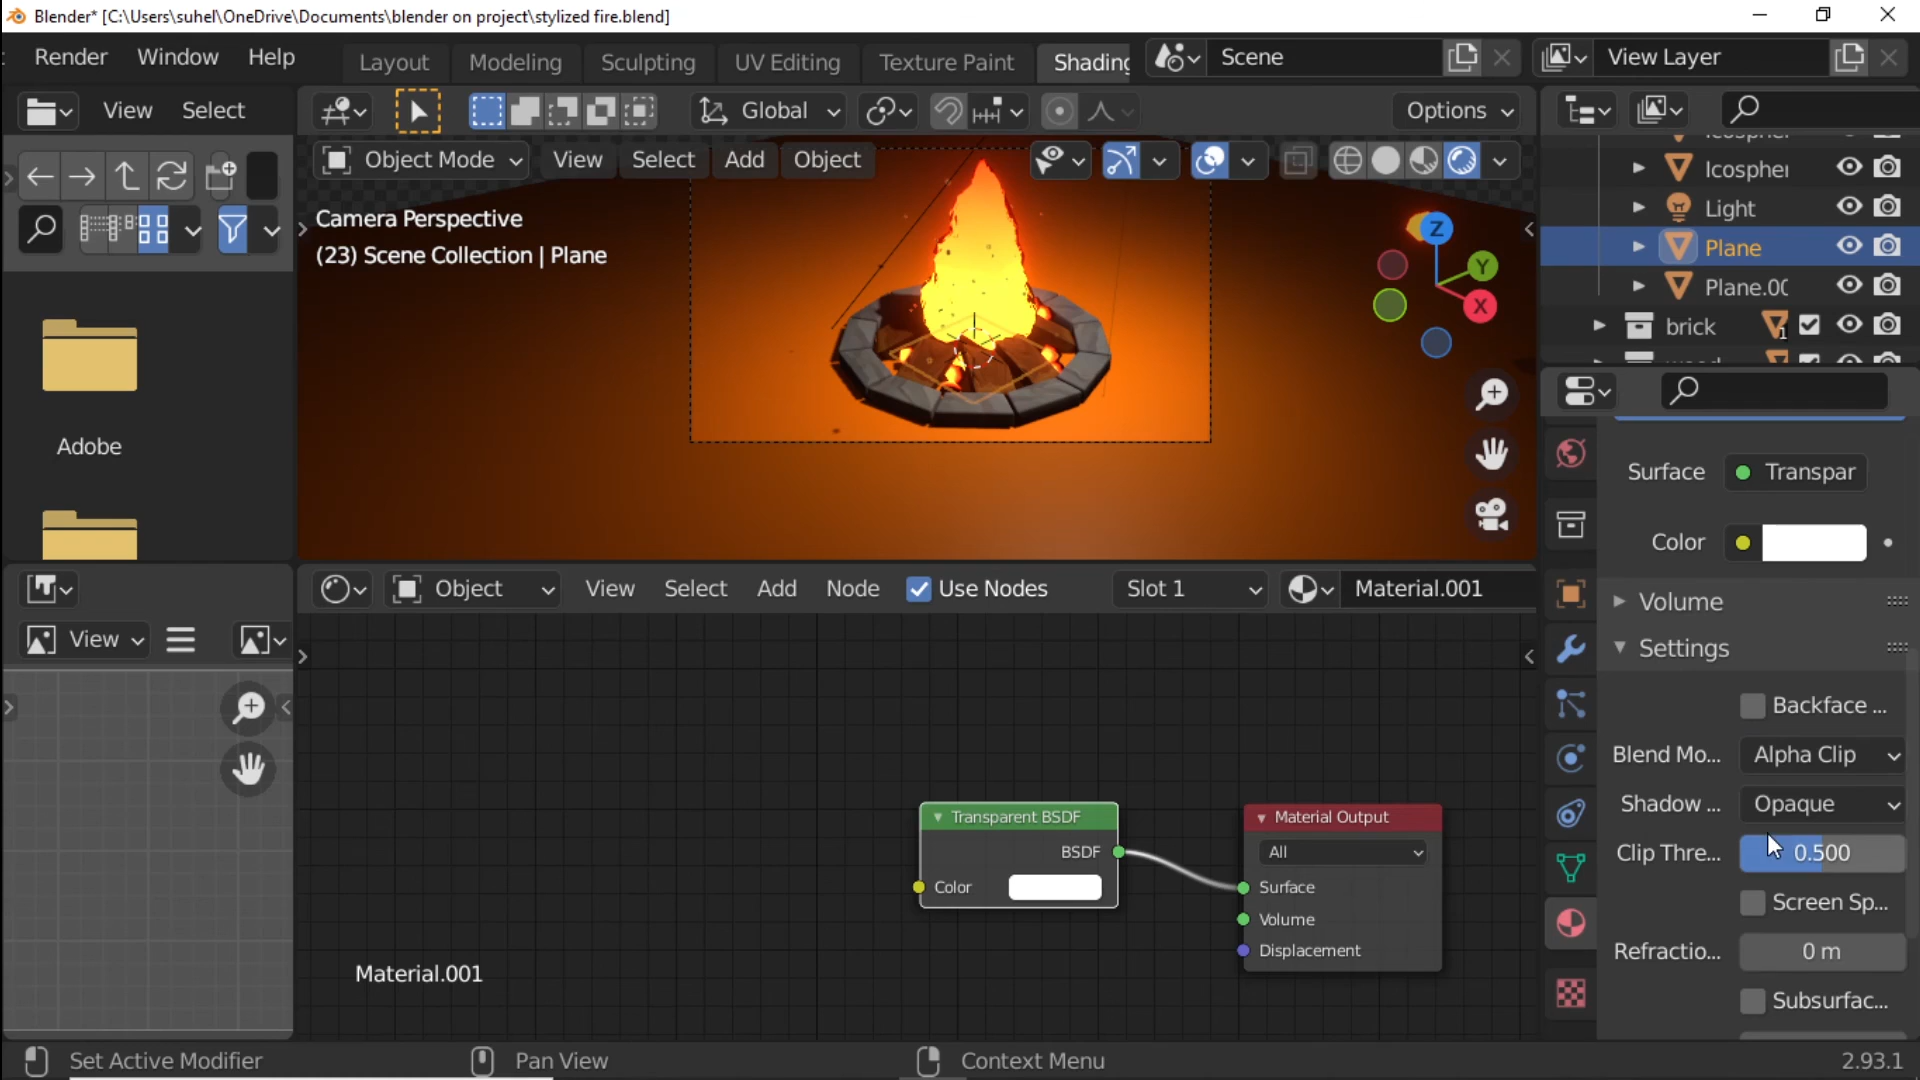 Blender* [C:\Users\suhel\OneDrive\Documents\blender on project\stylized fire.blend]
Render Window Help
Layout Modeling Sculpting UV Editing Texture Paint Shading
Scene
View Layer
View Select
Global
Options
Object Mode View Select Add Object
Camera Perspective
(23) Scene Collection | Plane
Z
Y
X
Adobe
Icospher
Icospher
Light
Plane
Plane.00
brick
1
wood
Surface Transpar
Color
Volume
Settings
Backface ...
Blend Mo... Alpha Clip
Shadow ... Opaque
Clip Thre... 0.500
Screen Sp...
Refractio... 0 m
Subsurfac...
View
Object View Select Add Node Use Nodes Slot 1 Material.001
Transparent BSDF
BSDF
Color
Material Output
All
Surface
Volume
Displacement
Material.001
Set Active Modifier Pan View Context Menu 2.93.1